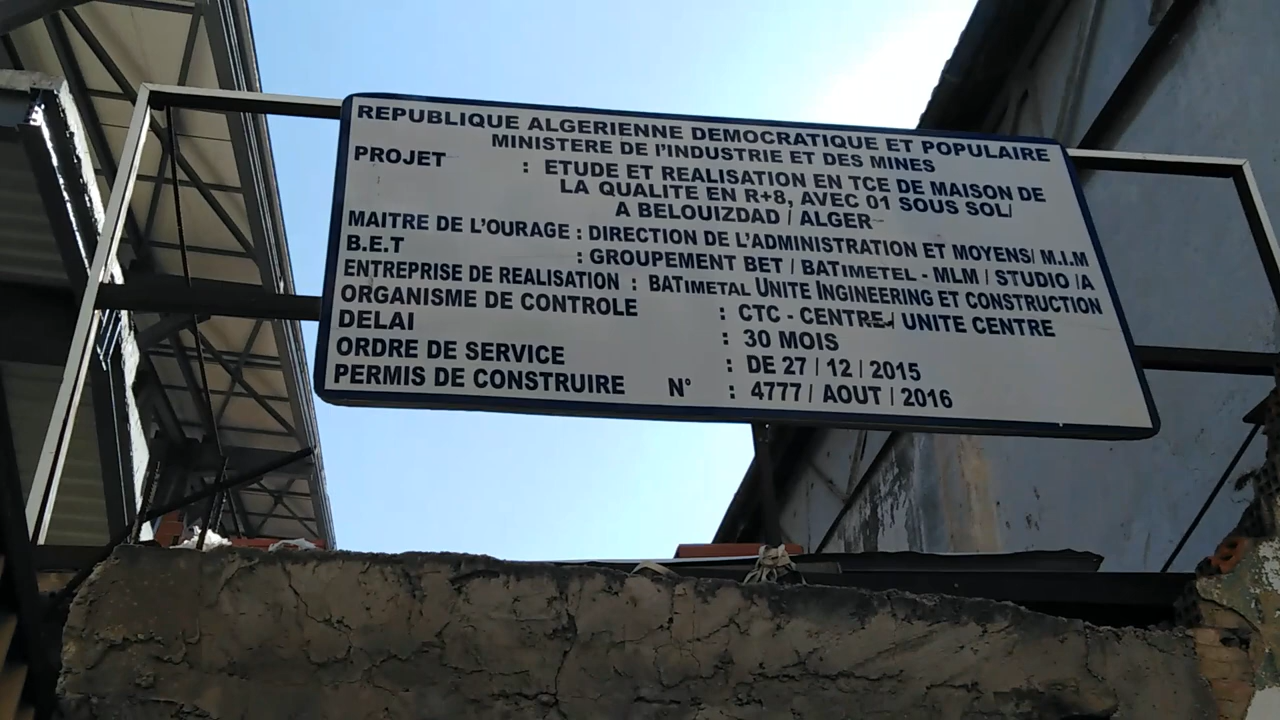 REPUBLIQUE ALGERIENNE DEMOCRATIQUE ET POPULAIRE
MINISTERE DE L'INDUSTRIE ET DES MINES
PROJET : ETUDE ET REALISATION EN TCE DE MAISON DE
LA QUALITE EN R+8, AVEC 01 SOUS SOL/
A BELOUIZDAD / ALGER
MAITRE DE L'OURAGE : DIRECTION DE L'ADMINISTRATION ET MOYENS/ M.I.M
B.E.T : GROUPEMENT BET / BATIMETEL - MLM / STUDIO /A
ENTREPRISE DE REALISATION : BATIMETAL UNITE INGINEERING ET CONSTRUCTION
ORGANISME DE CONTROLE : CTC - CENTRE / UNITE CENTRE
DELAI : 30 MOIS
ORDRE DE SERVICE : DE 27 / 12 / 2015
PERMIS DE CONSTRUIRE N° : 4777 / AOUT / 2016